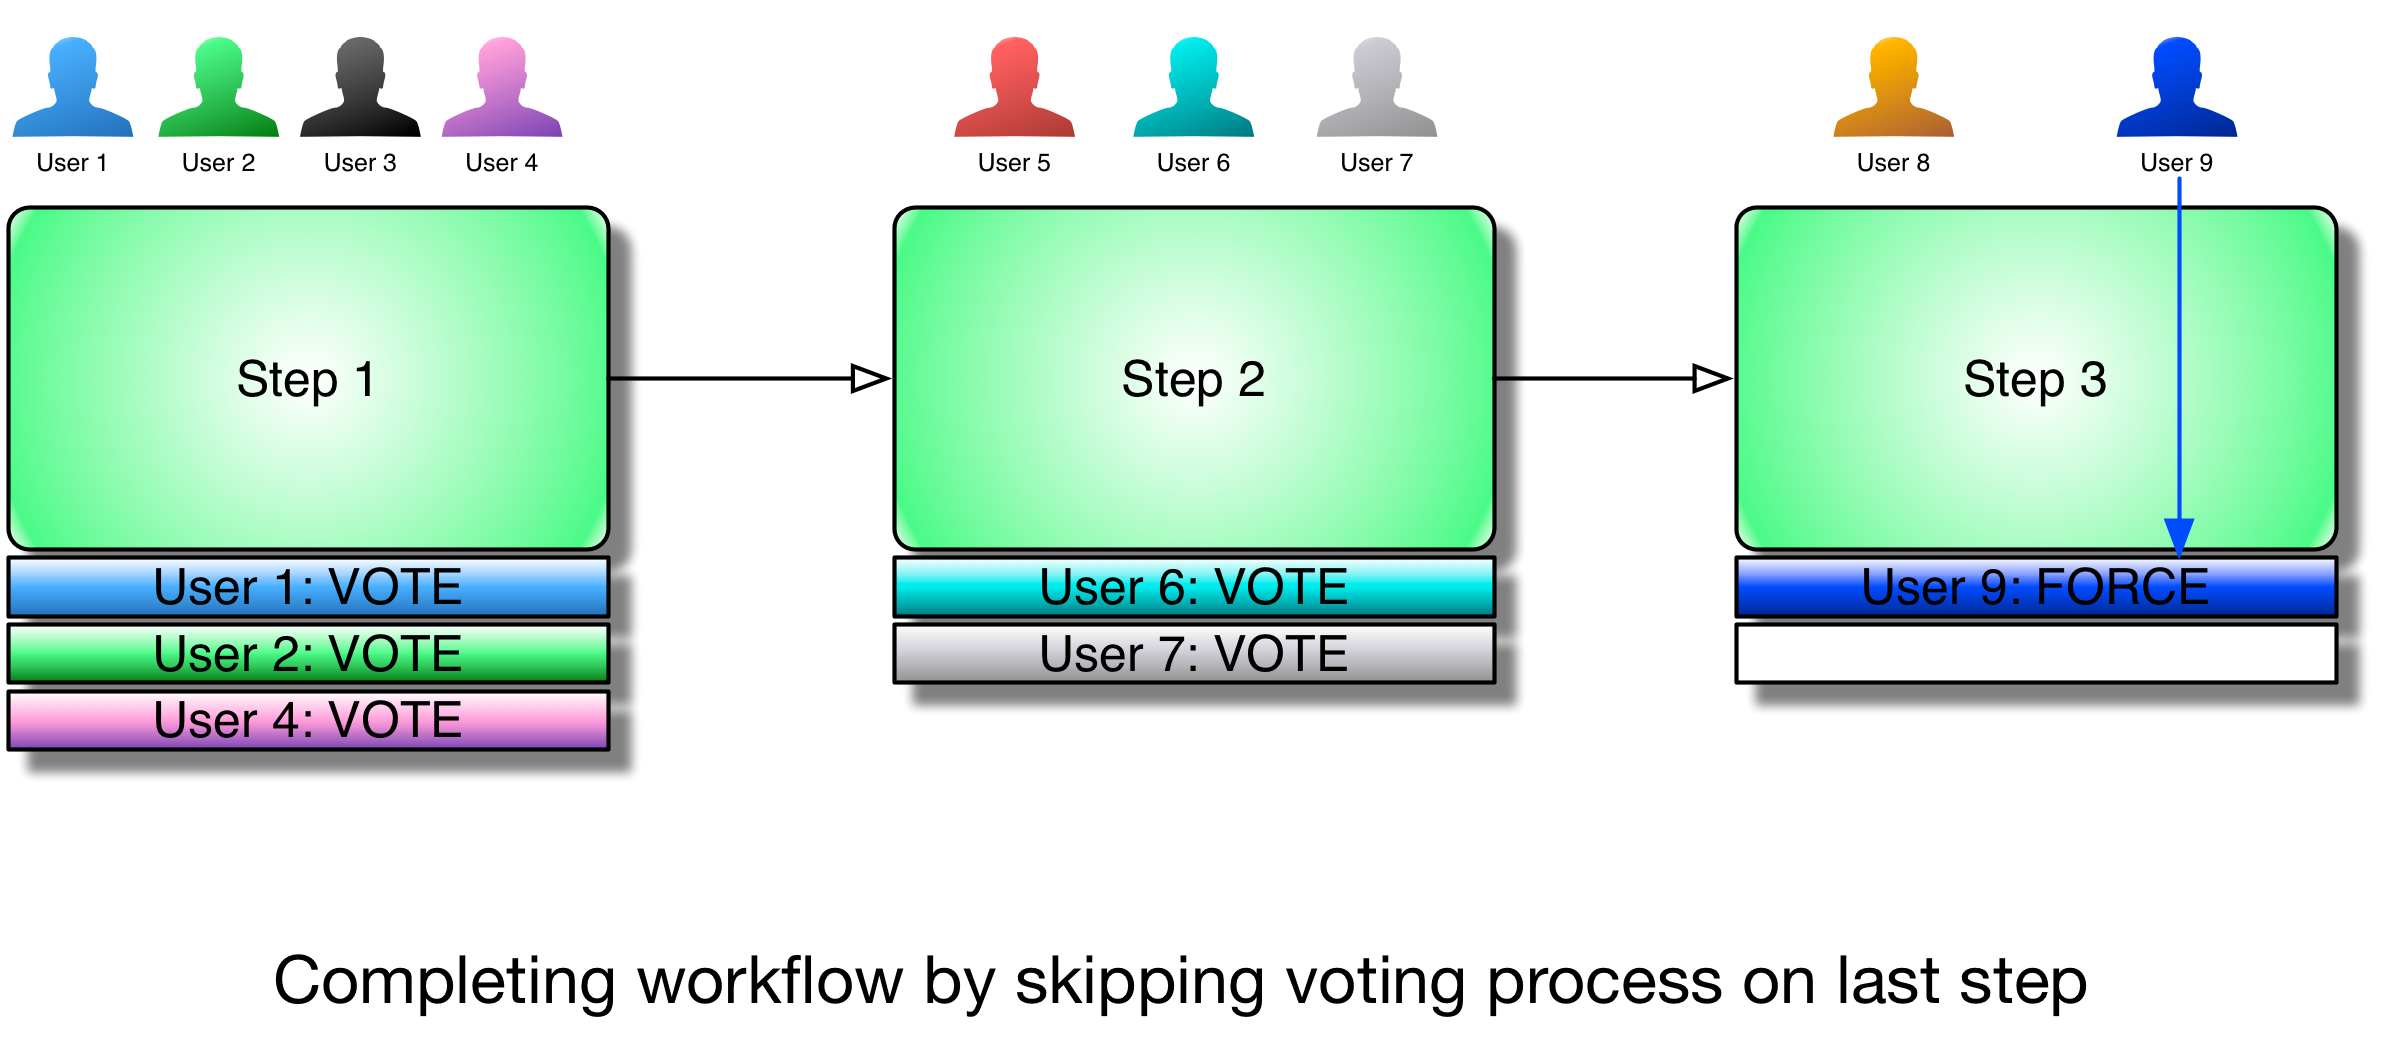 User 1
User 2
User 3
User 4
User 5
User 6
User 7
User 8
User 9
Step 1
Step 2
Step 3
User 1: VOTE
User 2: VOTE
User 4: VOTE
User 6: VOTE
User 7: VOTE
User 9: FORCE
Completing workflow by skipping voting process on last step